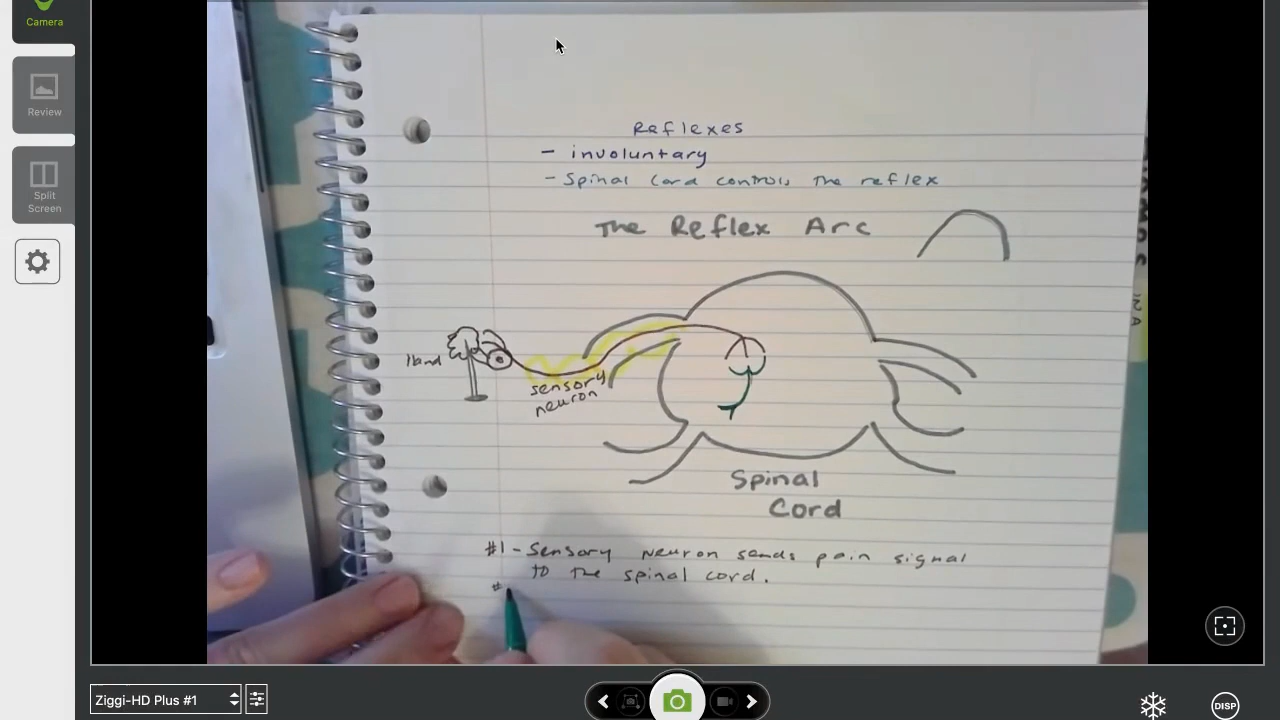 Camera
Review
Split
Screen
Reflexes
- involuntary
- Spinal Cord controls the reflex
The Reflex Arc
Hand
sensory
neuron
Spinal
Cord
#1 - Sensory neuron sends pain signal
to the spinal cord.
#
Ziggi-HD Plus #1
DISP